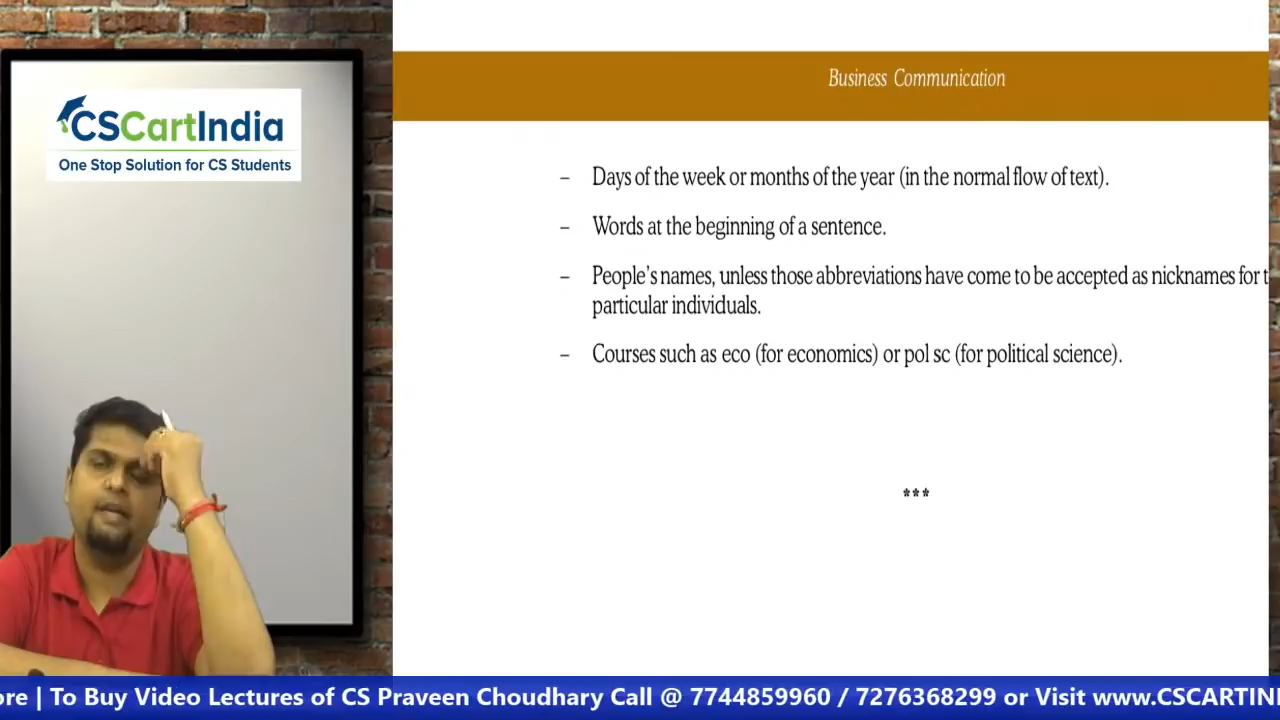 CSCartIndia
One Stop Solution for CS Students
Business Communication
– Days of the week or months of the year (in the normal flow of text).
– Words at the beginning of a sentence.
– People's names, unless those abbreviations have come to be accepted as nicknames for
particular individuals.
– Courses such as eco (for economics) or pol sc (for political science).
***
| To Buy Video Lectures of CS Praveen Choudhary Call @ 7744859960 / 7276368299 or Visit www.CSCARTIN